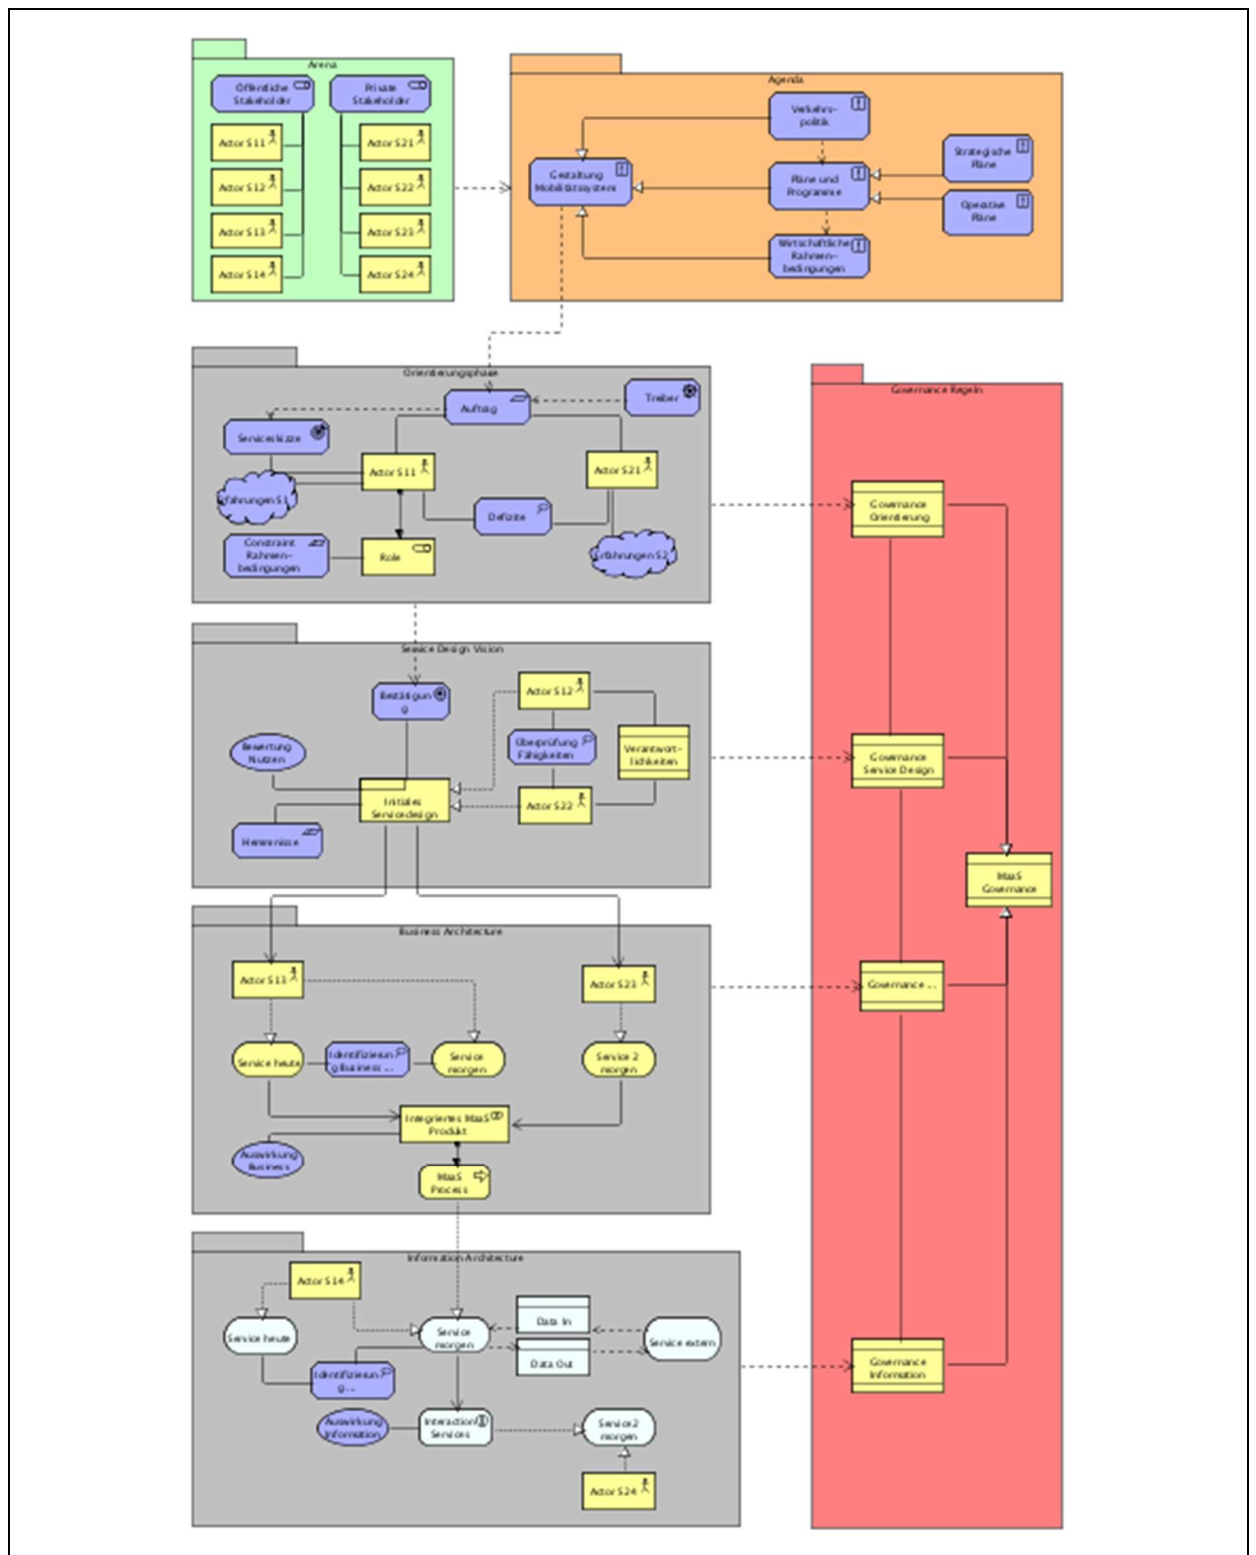 Arena
Öffentliche
Stakeholder
Private
Stakeholder
Actor S11
Actor S21
Actor S12
Actor S22
Actor S13
Actor S23
Actor S14
Actor S24
Agenda
Verkehrs-
politik
Gestaltung
Mobilitätssystem
Pläne und
Programme
Strategische
Pläne
Operative
Pläne
Wirtschaftliche
Rahmen-
bedingungen
Orientierungsphase
Auftrag
Treiber
Serviceskizze
Actor S11
Actor S21
Erfahrungen S1
Defizite
Constraint
Rahmen-
bedingungen
Role
Erfahrungen S2
Service Design Vision
Bestätigun
g
Actor S12
Bewertung
Nutzen
Überprüfung
Fähigkeiten
Verantwort-
lichkeiten
Initiales
Servicedesign
Actor S22
Hemmnisse
Business Architecture
Actor S13
Actor S23
Service heute
Identifizierun
g Business ...
Service
morgen
Service 2
morgen
Integriertes MaaS
Produkt
Auswirkung
Business
MaaS
Process
Information Architecture
Actor S14
Service heute
Service
morgen
Data In
Data Out
Service extern
Identifizierun
g...
Auswirkung
Information
Interaction
Services
Service2
morgen
Actor S24
Governance Regeln
Governance
Orientierung
Governance
Service Design
MaaS
Governance
Governance ...
Governance
Information